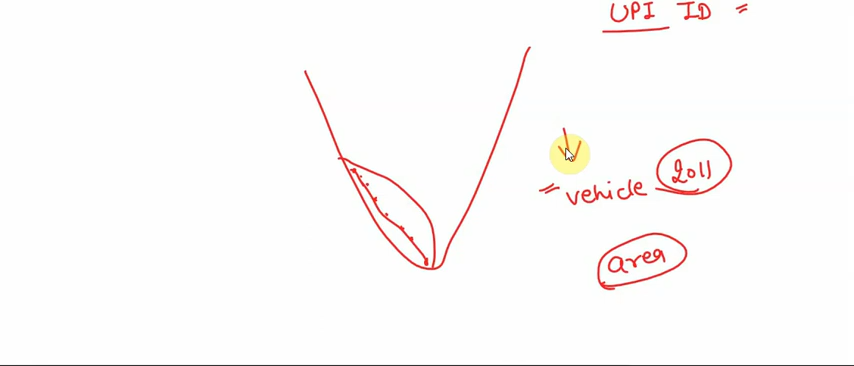 UPI ID =
= vehicle 2011
area